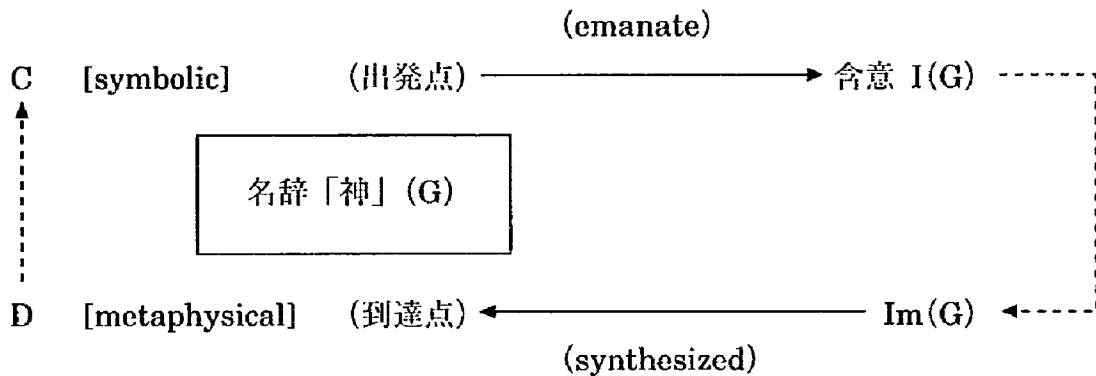 (emanate)
C [symbolic] (出発点) 含意 I(G)
名辞「神」(G)
D [metaphysical] (到達点) Im(G)
(synthesized)